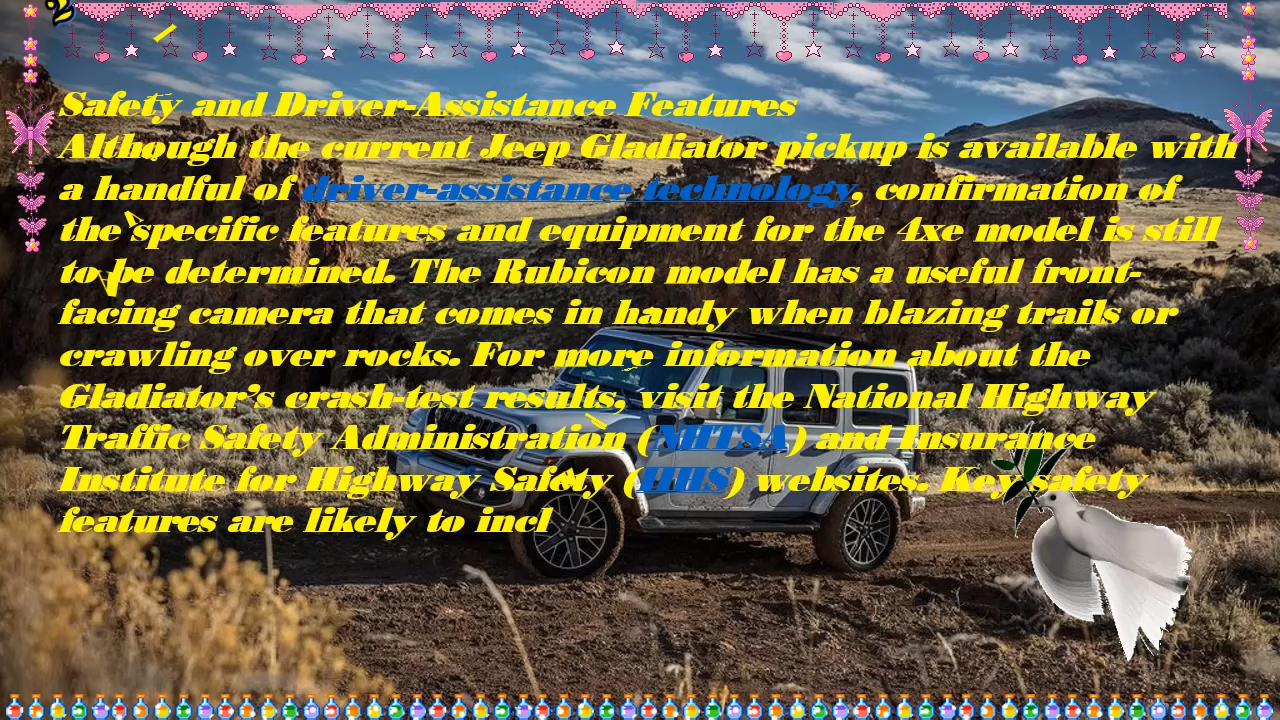 Safety and Driver-Assistance Features
Although the current Jeep Gladiator pickup is available with
a handful of driver-assistance technology, confirmation of
the specific features and equipment for the 4xe model is still
to be determined. The Rubicon model has a useful front-
facing camera that comes in handy when blazing trails or
crawling over rocks. For more information about the
Gladiator's crash-test results, visit the National Highway
Traffic Safety Administration (NHTSA) and Insurance
Institute for Highway Safety (IIHS) websites. Key safety
features are likely to incl